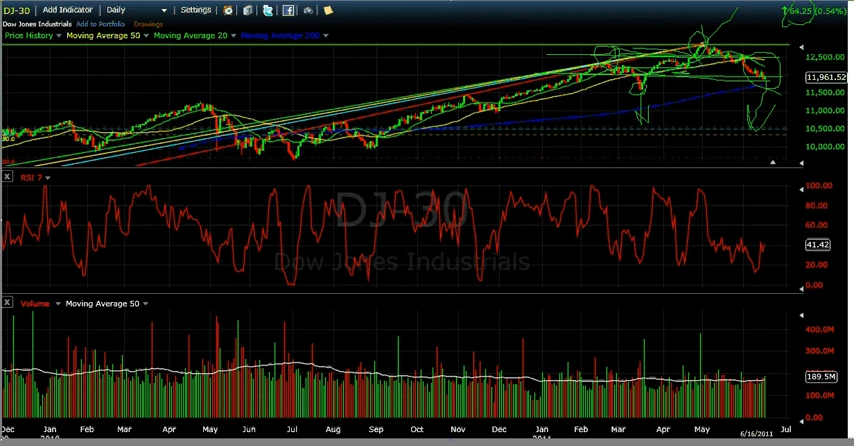 DJ-30 Add Indicator Daily Settings 64.25 (0.54%)
Dow Jones Industrials Add to Portfolio Drawings
Price History Moving Average 50 Moving Average 20 Moving Average 200
12,500.00
11,961.52
11,500.00
11,000.00
10,500.00
10,000.00
X RSI 7
100.00
80.00
60.00
41.42
20.00
0.00
DJ-30
Dow Jones Industrials
X Volume Moving Average 50
400.0M
300.0M
189.5M
100.0M
0.00
Dec Jan Feb Mar Apr May Jun Jul Aug Sep Oct Nov Dec Jan Feb Mar Apr May 6/16/2011 Jul